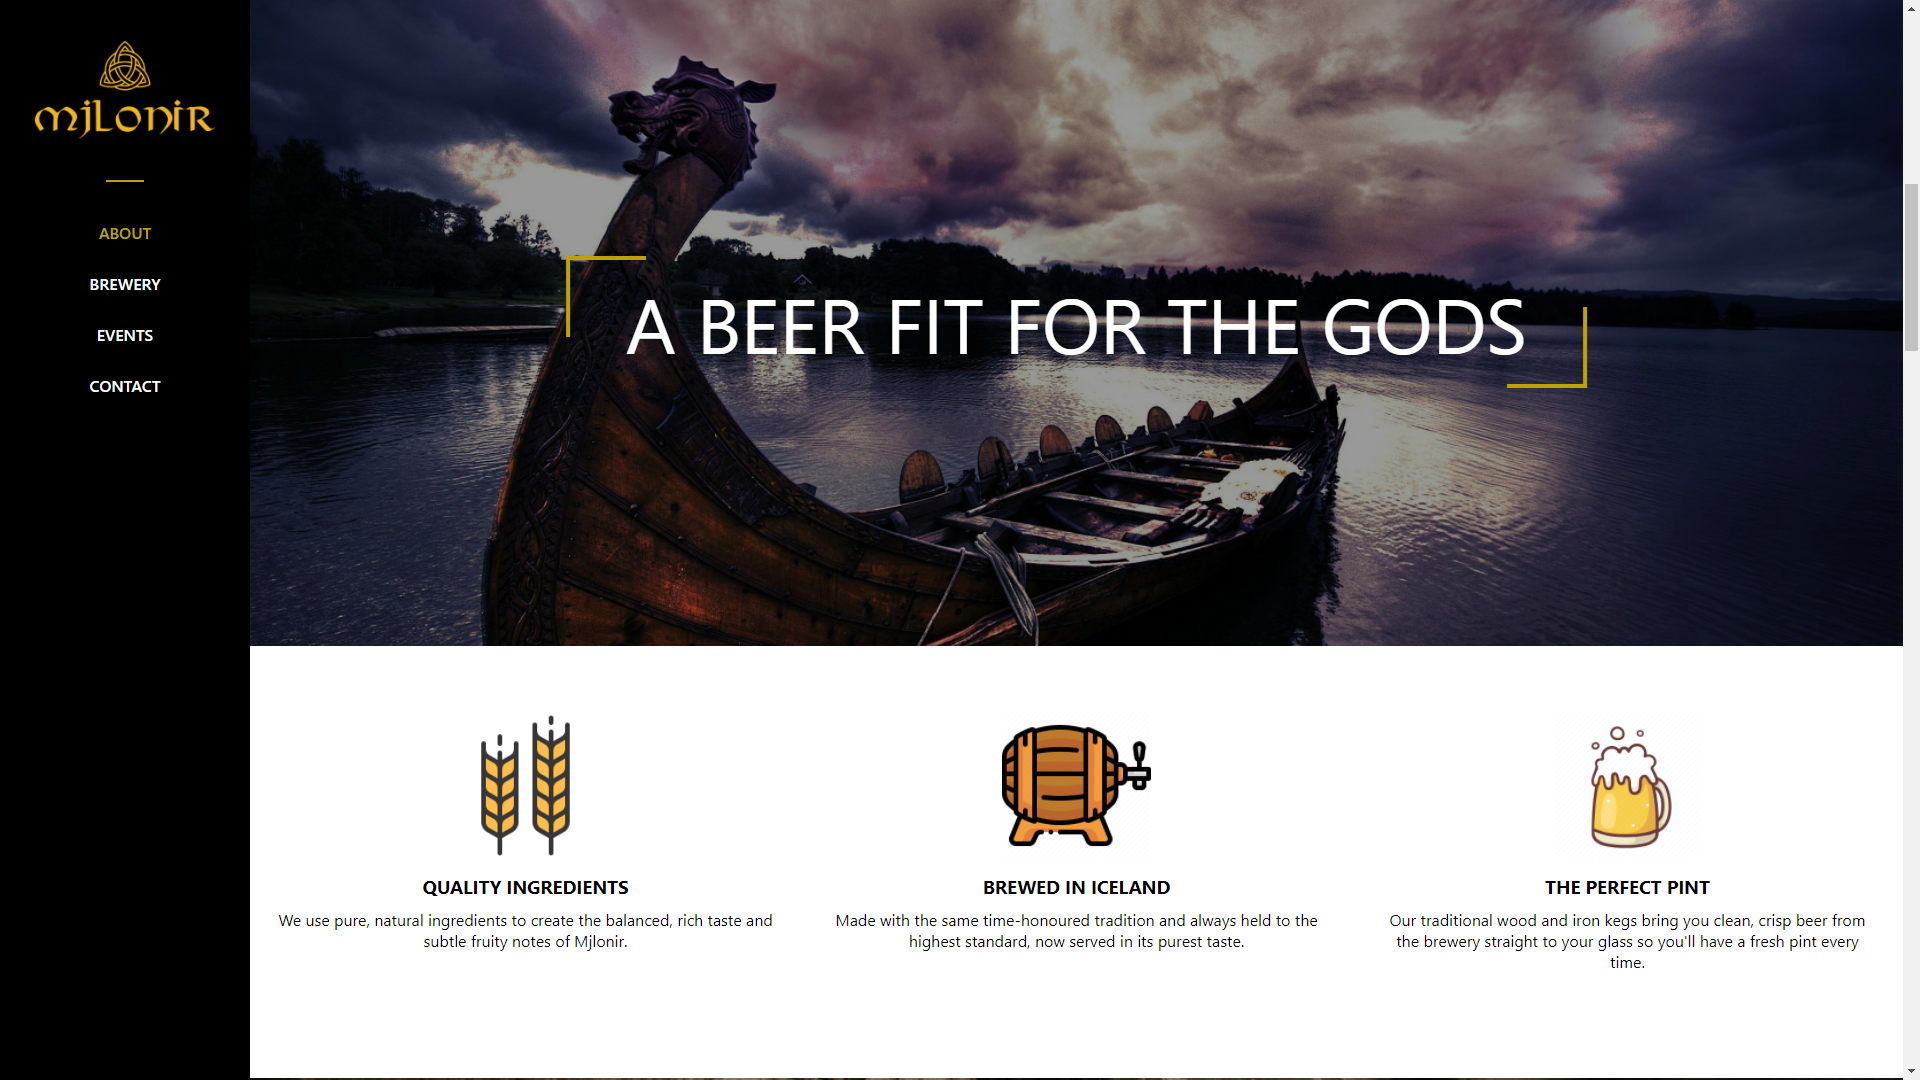 mjlonir
ABOUT
BREWERY
EVENTS
CONTACT
A BEER FIT FOR THE GODS
QUALITY INGREDIENTS
We use pure, natural ingredients to create the balanced, rich taste and
subtle fruity notes of Mjlonir.
BREWED IN ICELAND
Made with the same time-honoured tradition and always held to the
highest standard, now served in its purest taste.
THE PERFECT PINT
Our traditional wood and iron kegs bring you clean, crisp beer from
the brewery straight to your glass so you'll have a fresh pint every
time.